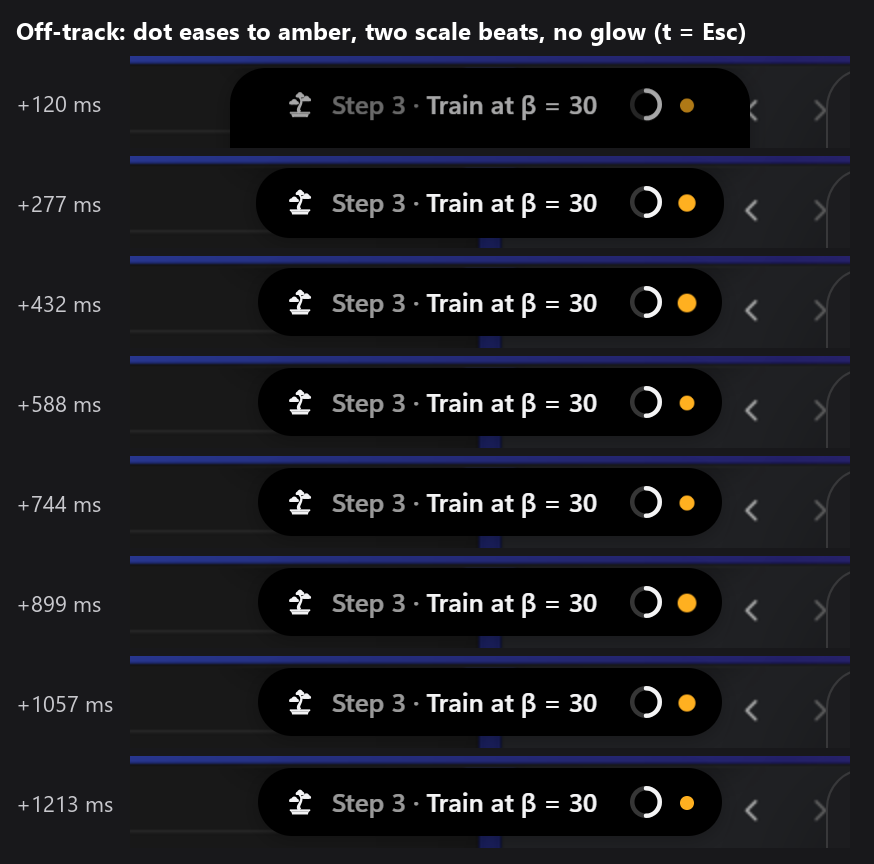 Off-track: dot eases to amber, two scale beats, no glow (t = Esc)
+120 ms Step 3 · Train at β = 30
+277 ms Step 3 · Train at β = 30
+432 ms Step 3 · Train at β = 30
+588 ms Step 3 · Train at β = 30
+744 ms Step 3 · Train at β = 30
+899 ms Step 3 · Train at β = 30
+1057 ms Step 3 · Train at β = 30
+1213 ms Step 3 · Train at β = 30